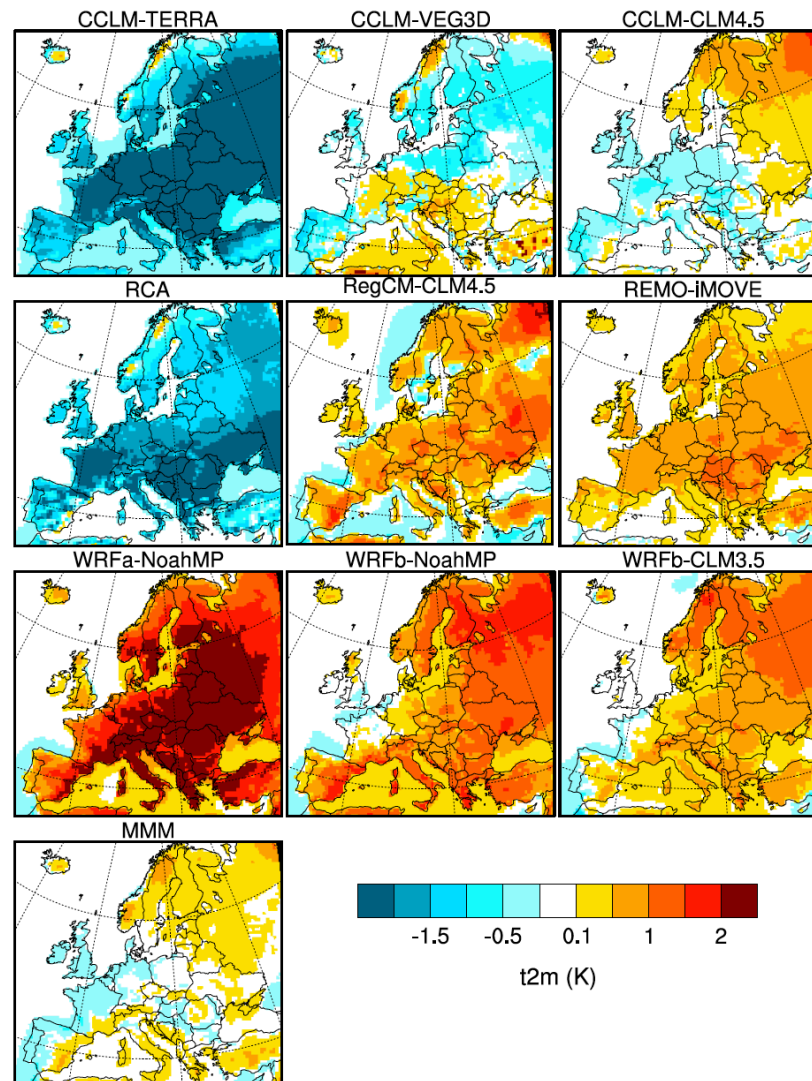 CCLM-TERRA CCLM-VEG3D CCLM-CLM4.5
RCA RegCM-CLM4.5 REMO-iMOVE
WRFa-NoahMP WRFb-NoahMP WRFb-CLM3.5
MMM
-1.5 -0.5 0.1 1 2
t2m (K)